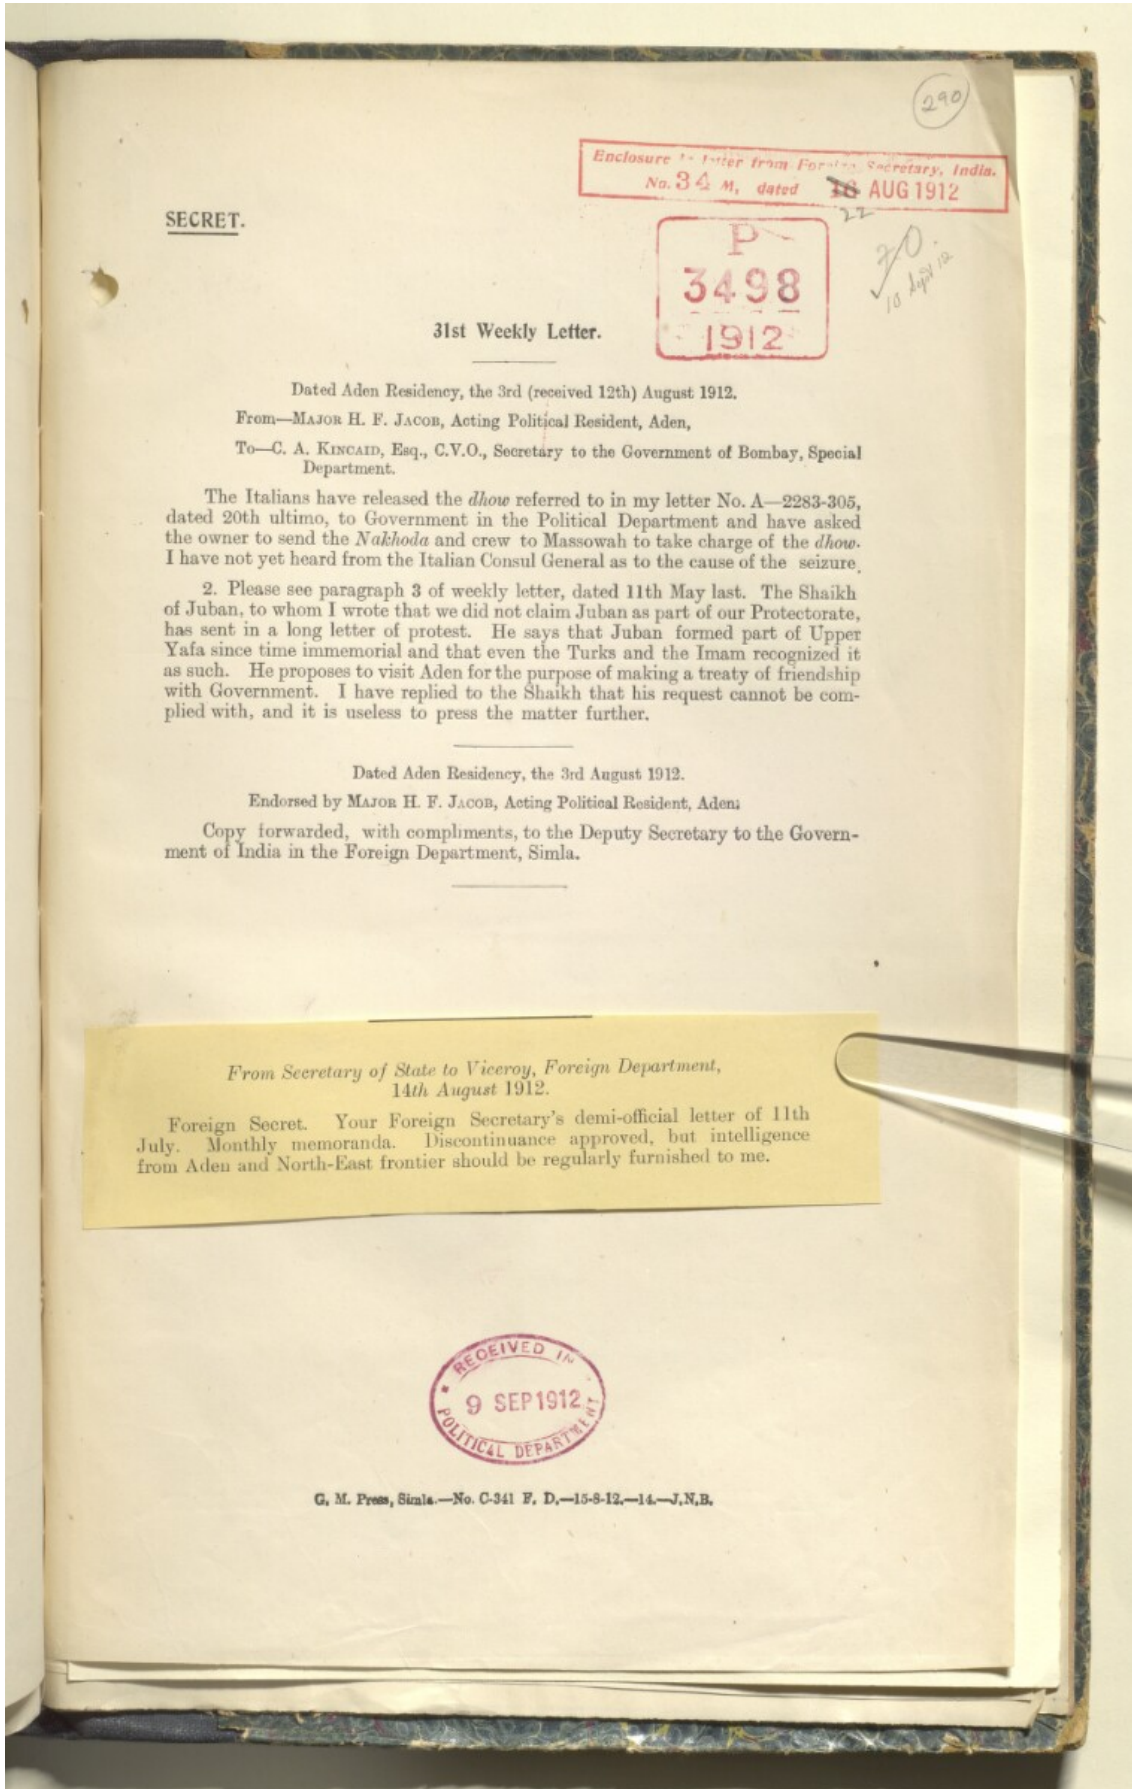 290
Enclosure letter from Secretary, India.
No. 34 M, dated 18 AUG 1912
22
SECRET.
P
3498
1912
10 Sept 12
31st Weekly Letter.
Dated Aden Residency, the 3rd (received 12th) August 1912.
From—MAJOR H. F. JACOB, Acting Political Resident, Aden,
To—C. A. KINCAID, Esq., C.V.O., Secretary to the Government of Bombay, Special
Department.
The Italians have released the dhow referred to in my letter No. A—2283-305,
dated 20th ultimo, to Government in the Political Department and have asked
the owner to send the Nakhoda and crew to Massowah to take charge of the dhow.
I have not yet heard from the Italian Consul General as to the cause of the seizure.
2. Please see paragraph 3 of weekly letter, dated 11th May last. The Shaikh
of Juban, to whom I wrote that we did not claim Juban as part of our Protectorate,
has sent in a long letter of protest. He says that Juban formed part of Upper
Yafa since time immemorial and that even the Turks and the Imam recognized it
as such. He proposes to visit Aden for the purpose of making a treaty of friendship
with Government. I have replied to the Shaikh that his request cannot be com-
plied with, and it is useless to press the matter further.
Dated Aden Residency, the 3rd August 1912.
Endorsed by MAJOR H. F. JACOB, Acting Political Resident, Aden;
Copy forwarded, with compliments, to the Deputy Secretary to the Govern-
ment of India in the Foreign Department, Simla.
From Secretary of State to Viceroy, Foreign Department,
14th August 1912.
Foreign Secret. Your Foreign Secretary's demi-official letter of 11th
July. Monthly memoranda. Discontinuance approved, but intelligence
from Aden and North-East frontier should be regularly furnished to me.
RECEIVED IN
9 SEP 1912
POLITICAL DEPARTMENT
G. M. Press, Simla.—No. C-341 F. D.—15-8-12.—14.—J.N.B.